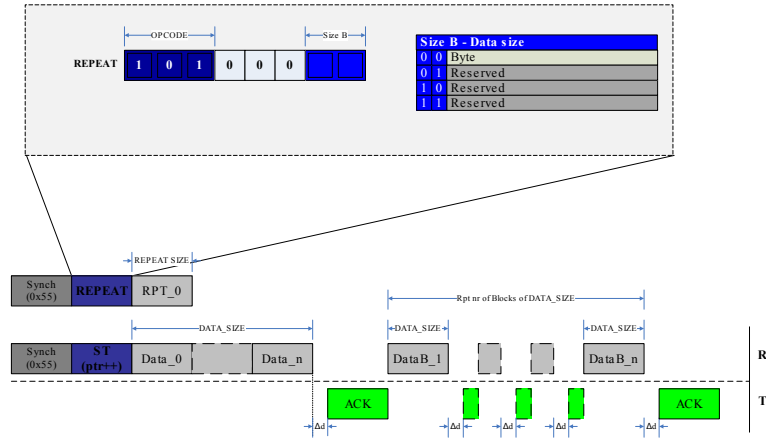 OPCODE
Size B
REPEAT
1 0 1 0 0 0
Size B - Data size
0 0 Byte
0 1 Reserved
1 0 Reserved
1 1 Reserved
REPEAT SIZE
Synch
(0x55)
REPEAT
RPT_0
Rpt nr of Blocks of DATA_SIZE
DATA_SIZE
DATA_SIZE
DATA_SIZE
Synch
(0x55)
ST
(ptr++)
Data_0
Data_n
DataB_1
DataB_n
R
ACK
ACK
T
Δd
Δd
Δd
Δd
Δd